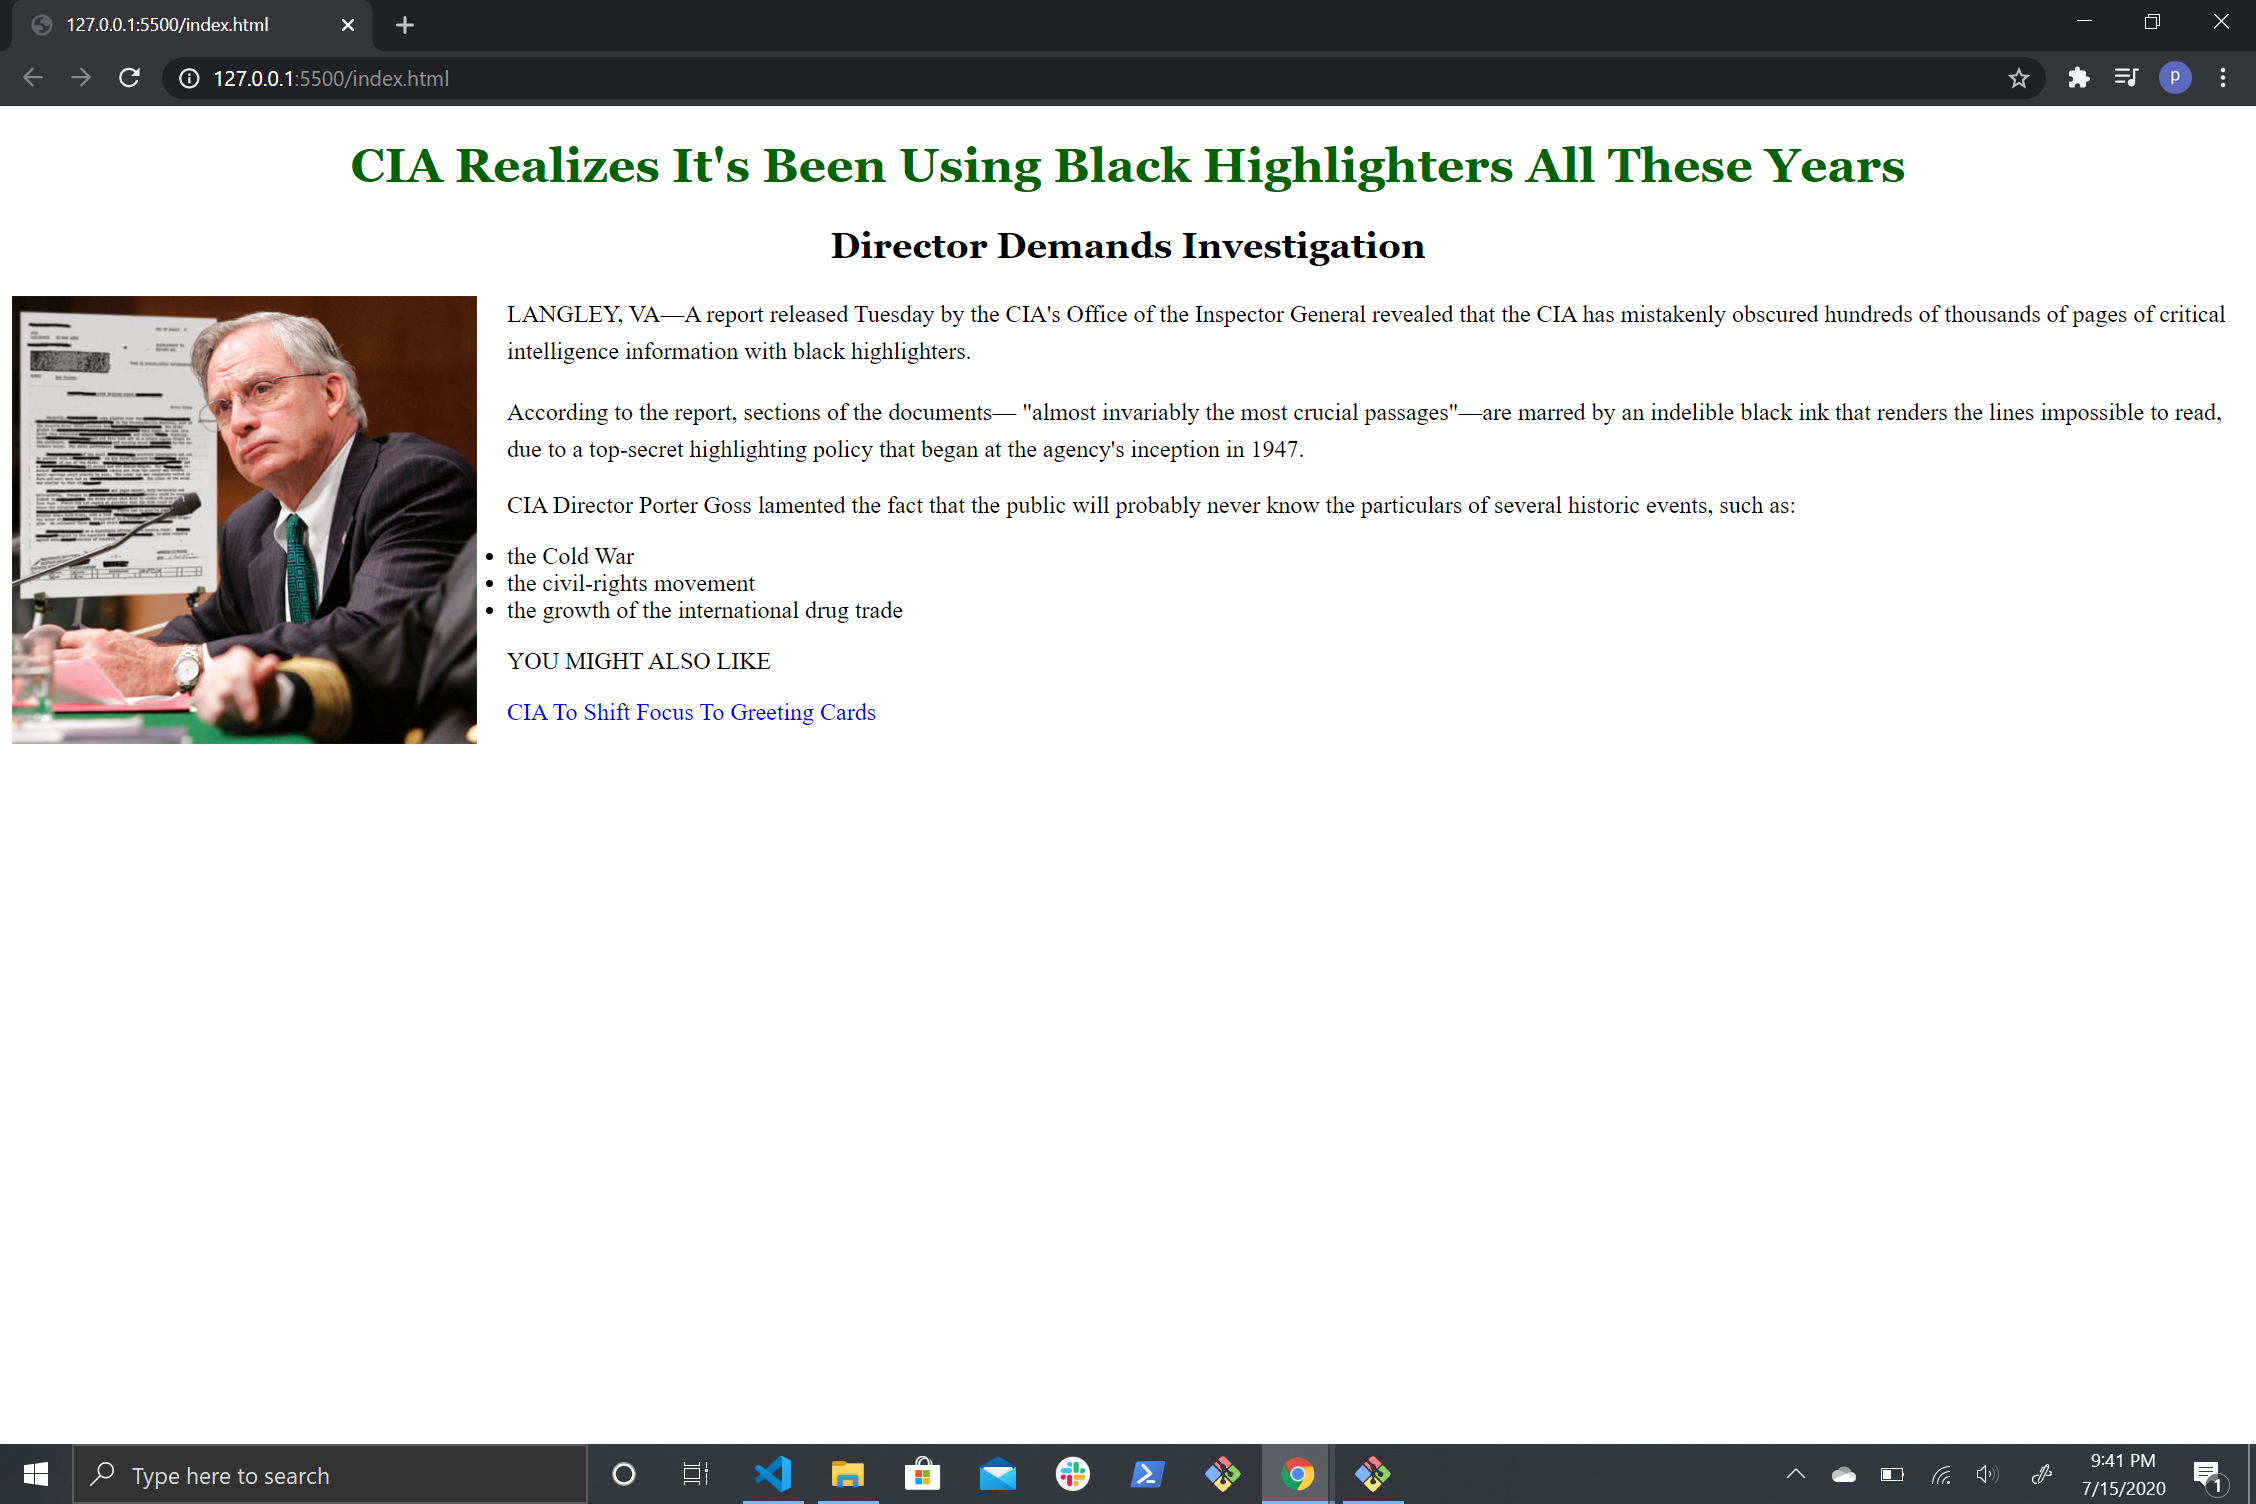 127.0.0.1:5500/index.html
127.0.0.1:5500/index.html
p
CIA Realizes It's Been Using Black Highlighters All These Years
Director Demands Investigation
LANGLEY, VA—A report released Tuesday by the CIA's Office of the Inspector General revealed that the CIA has mistakenly obscured hundreds of thousands of pages of critical
intelligence information with black highlighters.
According to the report, sections of the documents— "almost invariably the most crucial passages"—are marred by an indelible black ink that renders the lines impossible to read,
due to a top-secret highlighting policy that began at the agency's inception in 1947.
CIA Director Porter Goss lamented the fact that the public will probably never know the particulars of several historic events, such as:
• the Cold War
• the civil-rights movement
• the growth of the international drug trade
YOU MIGHT ALSO LIKE
CIA To Shift Focus To Greeting Cards
Type here to search
9:41 PM
7/15/2020
1